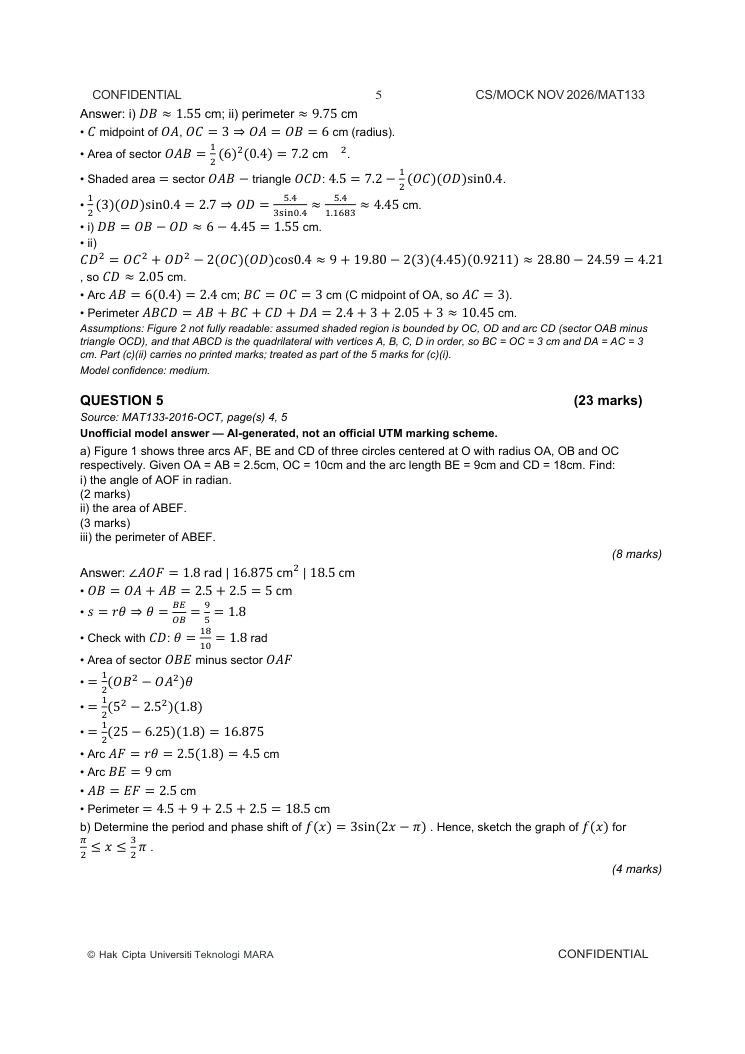 CONFIDENTIAL 5 CS/MOCK NOV 2026/MAT133
Answer: i) 𝐷𝐵 ≈ 1.55 cm; ii) perimeter ≈ 9.75 cm
• 𝐶 midpoint of 𝑂𝐴, 𝑂𝐶 = 3 ⇒ 𝑂𝐴 = 𝑂𝐵 = 6 cm (radius).
• Area of sector 𝑂𝐴𝐵 = 1/2 (6)²(0.4) = 7.2 cm ².
• Shaded area = sector 𝑂𝐴𝐵 − triangle 𝑂𝐶𝐷: 4.5 = 7.2 − 1/2 (𝑂𝐶)(𝑂𝐷)sin0.4.
• 1/2 (3)(𝑂𝐷)sin0.4 = 2.7 ⇒ 𝑂𝐷 = 5.4/3sin0.4 ≈ 5.4/1.1683 ≈ 4.45 cm.
• i) 𝐷𝐵 = 𝑂𝐵 − 𝑂𝐷 ≈ 6 − 4.45 = 1.55 cm.
• ii)
𝐶𝐷² = 𝑂𝐶² + 𝑂𝐷² − 2(𝑂𝐶)(𝑂𝐷)cos0.4 ≈ 9 + 19.80 − 2(3)(4.45)(0.9211) ≈ 28.80 − 24.59 = 4.21
, so 𝐶𝐷 ≈ 2.05 cm.
• Arc 𝐴𝐵 = 6(0.4) = 2.4 cm; 𝐵𝐶 = 𝑂𝐶 = 3 cm (C midpoint of OA, so 𝐴𝐶 = 3).
• Perimeter 𝐴𝐵𝐶𝐷 = 𝐴𝐵 + 𝐵𝐶 + 𝐶𝐷 + 𝐷𝐴 = 2.4 + 3 + 2.05 + 3 ≈ 10.45 cm.
Assumptions: Figure 2 not fully readable: assumed shaded region is bounded by OC, OD and arc CD (sector OAB minus
triangle OCD), and that ABCD is the quadrilateral with vertices A, B, C, D in order, so BC = OC = 3 cm and DA = AC = 3
cm. Part (c)(ii) carries no printed marks; treated as part of the 5 marks for (c)(i).
Model confidence: medium.
QUESTION 5 (23 marks)
Source: MAT133-2016-OCT, page(s) 4, 5
Unofficial model answer — AI-generated, not an official UTM marking scheme.
a) Figure 1 shows three arcs AF, BE and CD of three circles centered at O with radius OA, OB and OC
respectively. Given OA = AB = 2.5cm, OC = 10cm and the arc length BE = 9cm and CD = 18cm. Find:
i) the angle of AOF in radian.
(2 marks)
ii) the area of ABEF.
(3 marks)
iii) the perimeter of ABEF.
(8 marks)
Answer: ∠𝐴𝑂𝐹 = 1.8 rad | 16.875 cm² | 18.5 cm
• 𝑂𝐵 = 𝑂𝐴 + 𝐴𝐵 = 2.5 + 2.5 = 5 cm
• 𝑠 = 𝑟𝜃 ⇒ 𝜃 = 𝐵𝐸/𝑂𝐵 = 9/5 = 1.8
• Check with 𝐶𝐷: 𝜃 = 18/10 = 1.8 rad
• Area of sector 𝑂𝐵𝐸 minus sector 𝑂𝐴𝐹
• = 1/2 (𝑂𝐵² − 𝑂𝐴²)𝜃
• = 1/2 (5² − 2.5²)(1.8)
• = 1/2 (25 − 6.25)(1.8) = 16.875
• Arc 𝐴𝐹 = 𝑟𝜃 = 2.5(1.8) = 4.5 cm
• Arc 𝐵𝐸 = 9 cm
• 𝐴𝐵 = 𝐸𝐹 = 2.5 cm
• Perimeter = 4.5 + 9 + 2.5 + 2.5 = 18.5 cm
b) Determine the period and phase shift of 𝑓(𝑥) = 3sin(2𝑥 − 𝜋) . Hence, sketch the graph of 𝑓(𝑥) for
𝜋/2 ≤ 𝑥 ≤ 3/2 𝜋 .
(4 marks)
© Hak Cipta Universiti Teknologi MARA CONFIDENTIAL